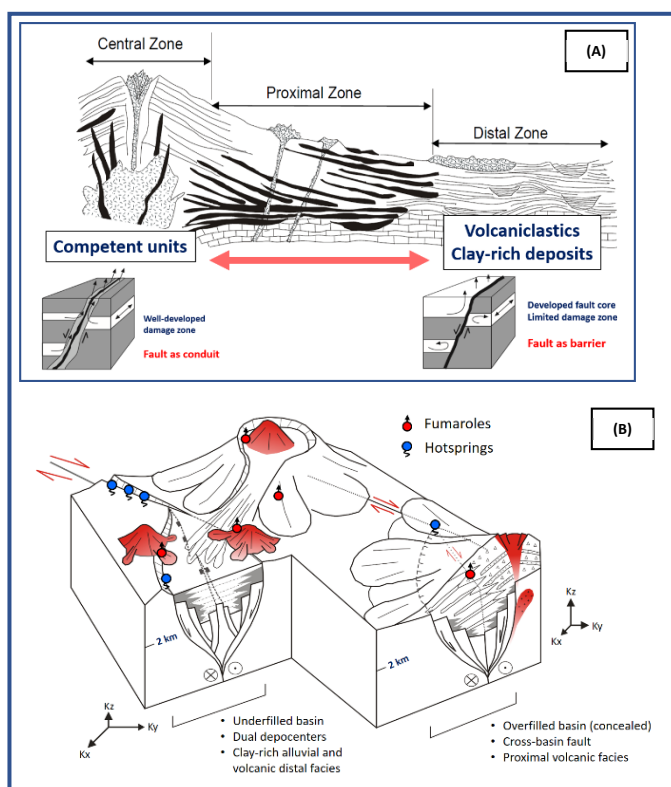 Central Zone
(A)
Proximal Zone
Distal Zone
Competent units
Volcaniclastics
Clay-rich deposits
Well-developed
damage zone
Fault as conduit
Developed fault core
Limited damage zone
Fault as barrier
(B)
Fumaroles
Hotsprings
2 km
2 km
Kz
Ky
Kx
Kz
Ky
Kx
• Underfilled basin
• Dual depocenters
• Clay-rich alluvial and
volcanic distal facies
• Overfilled basin (concealed)
• Cross-basin fault
• Proximal volcanic facies